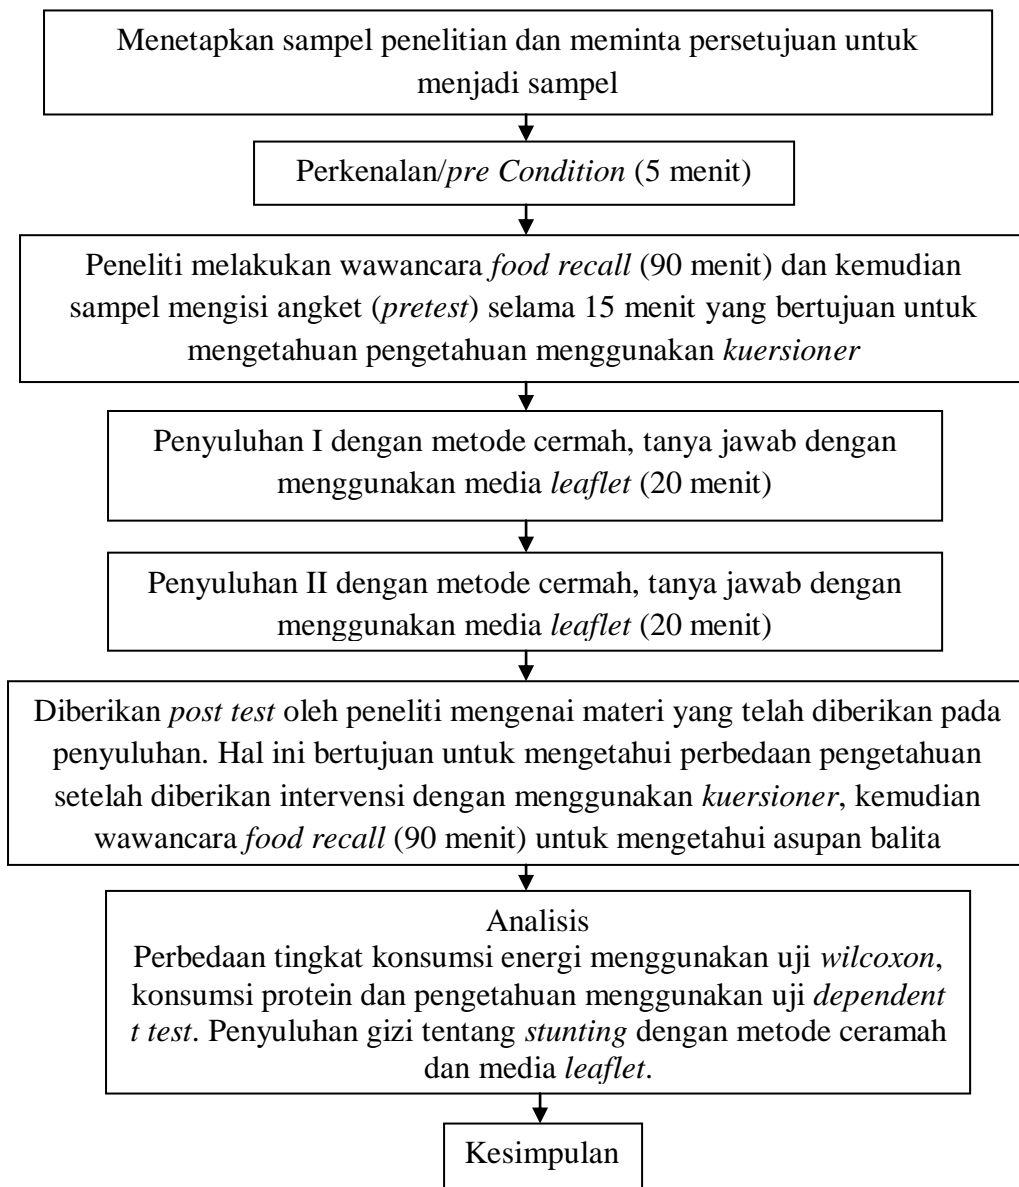 Menetapkan sampel penelitian dan meminta persetujuan untuk
menjadi sampel
Perkenalan/pre Condition (5 menit)
Peneliti melakukan wawancara food recall (90 menit) dan kemudian
sampel mengisi angket (pretest) selama 15 menit yang bertujuan untuk
mengetahuan pengetahuan menggunakan kuersioner
Penyuluhan I dengan metode cermah, tanya jawab dengan
menggunakan media leaflet (20 menit)
Penyuluhan II dengan metode cermah, tanya jawab dengan
menggunakan media leaflet (20 menit)
Diberikan post test oleh peneliti mengenai materi yang telah diberikan pada
penyuluhan. Hal ini bertujuan untuk mengetahui perbedaan pengetahuan
setelah diberikan intervensi dengan menggunakan kuersioner, kemudian
wawancara food recall (90 menit) untuk mengetahui asupan balita
Analisis
Perbedaan tingkat konsumsi energi menggunakan uji wilcoxon,
konsumsi protein dan pengetahuan menggunakan uji dependent
t test. Penyuluhan gizi tentang stunting dengan metode ceramah
dan media leaflet.
Kesimpulan